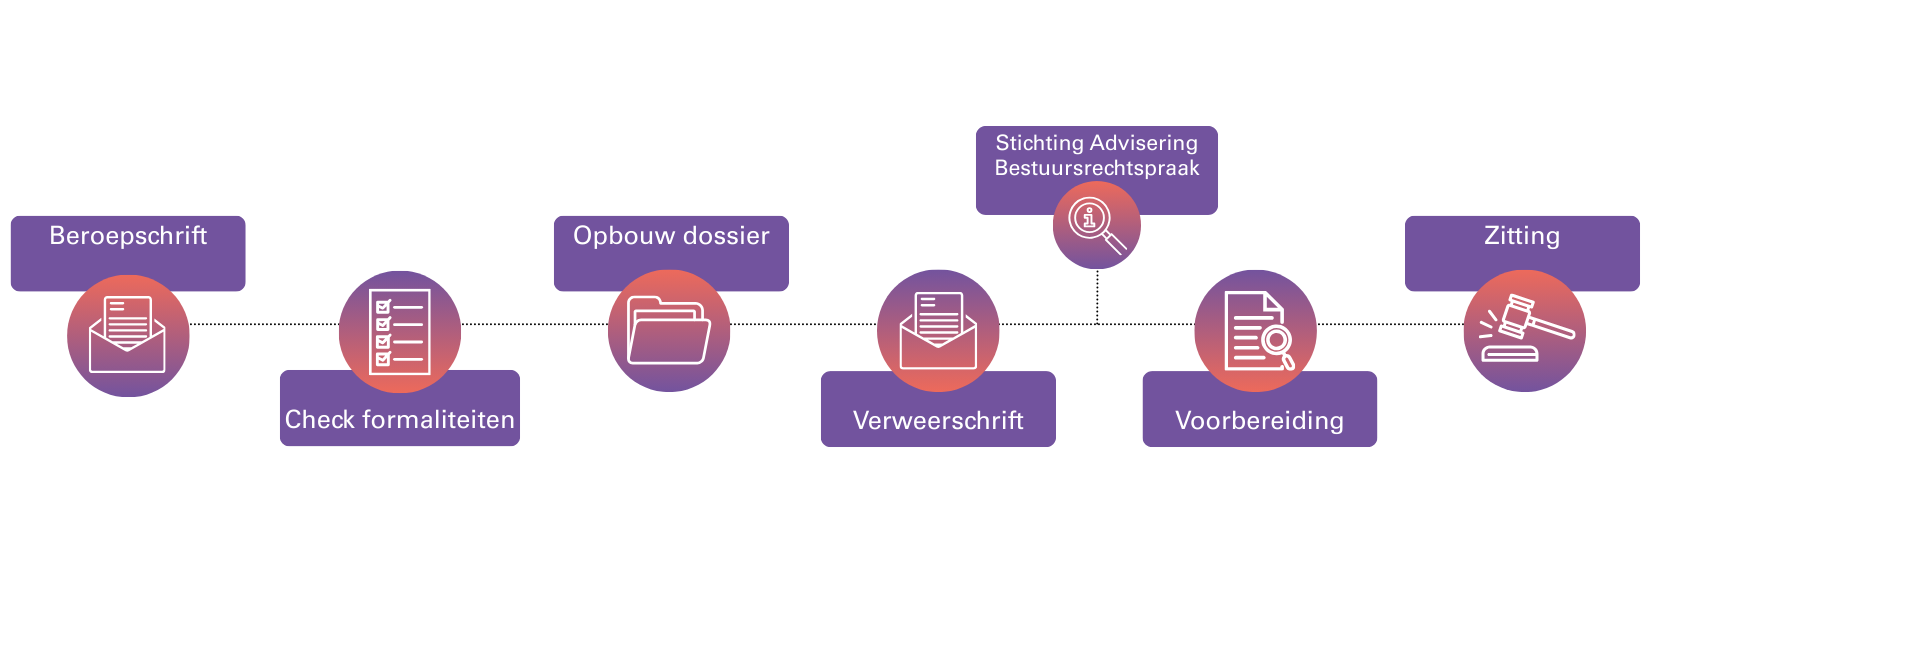 Beroepschrift
Check formaliteiten
Opbouw dossier
Verweerschrift
Stichting Advisering
Bestuursrechtspraak
Voorbereiding
Zitting